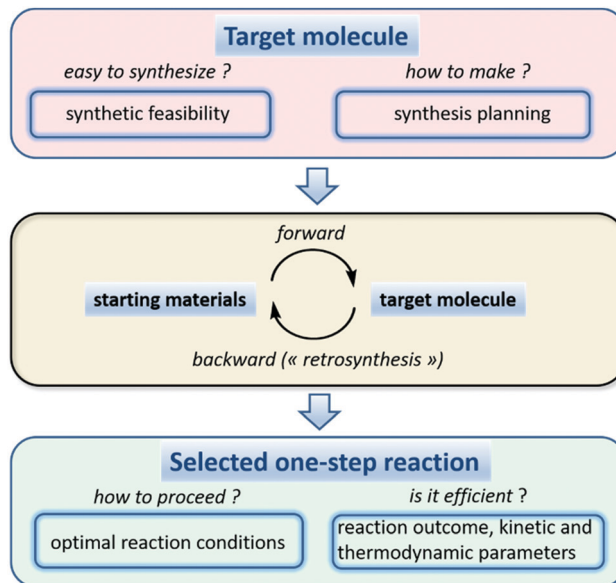 Target molecule
easy to synthesize ?
how to make ?
synthetic feasibility
synthesis planning
forward
starting materials
target molecule
backward (« retrosynthesis »)
Selected one-step reaction
how to proceed ?
is it efficient ?
optimal reaction conditions
reaction outcome, kinetic and
thermodynamic parameters